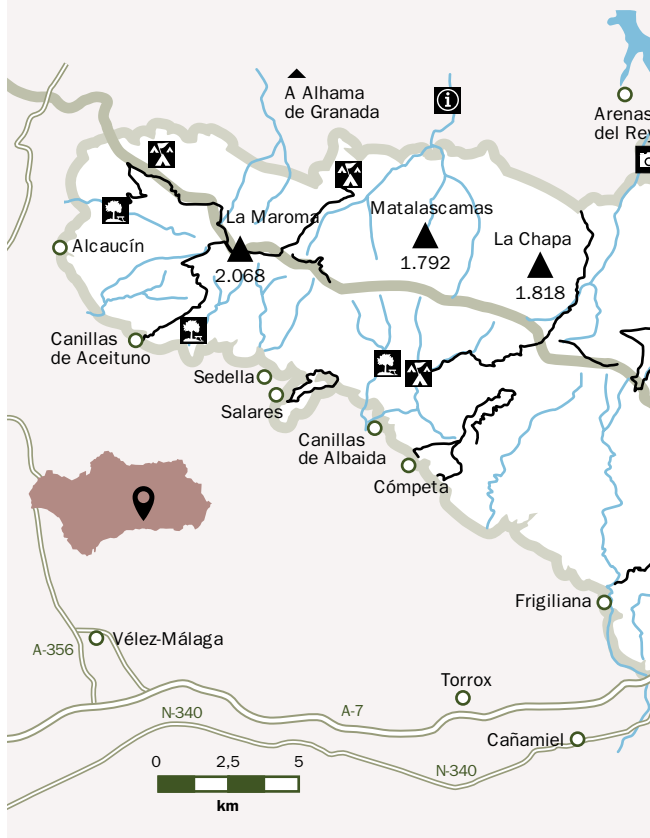 A Alhama
de Granada
Arenas
del Rey
La Maroma
2.068
Matalascamas
1.792
La Chapa
1.818
Alcaucín
Canillas
de Aceituno
Sedella
Salares
Canillas
de Albaida
Cómpeta
Frigiliana
A-356
Vélez-Málaga
Torrox
N-340
A-7
Cañamiel
N-340
0 2,5 5
km